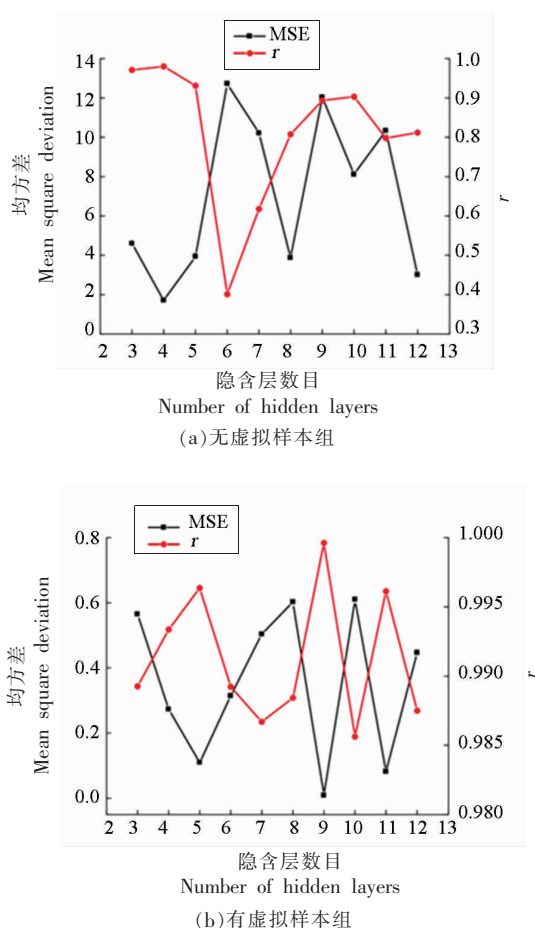 MSE
r
14
12
10
8
6
4
2
0
1.0
0.9
0.8
0.7
0.6
0.5
0.4
0.3
均方差
Mean square deviation
r
2 3 4 5 6 7 8 9 10 11 12 13
隐含层数目
Number of hidden layers
(a)无虚拟样本组
MSE
r
0.8
0.6
0.4
0.2
0.0
1.000
0.995
0.990
0.985
0.980
均方差
Mean square deviation
r
2 3 4 5 6 7 8 9 10 11 12 13
隐含层数目
Number of hidden layers
(b)有虚拟样本组